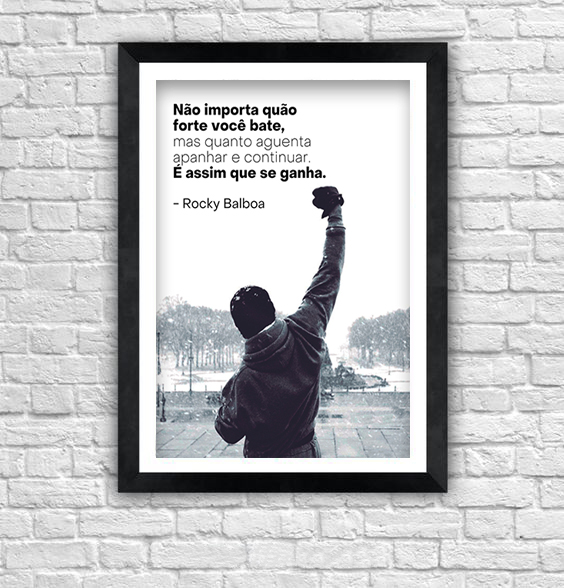 Não importa quão
forte você bate,
mas quanto aguenta
apanhar e continuar.
É assim que se ganha.
– Rocky Balboa